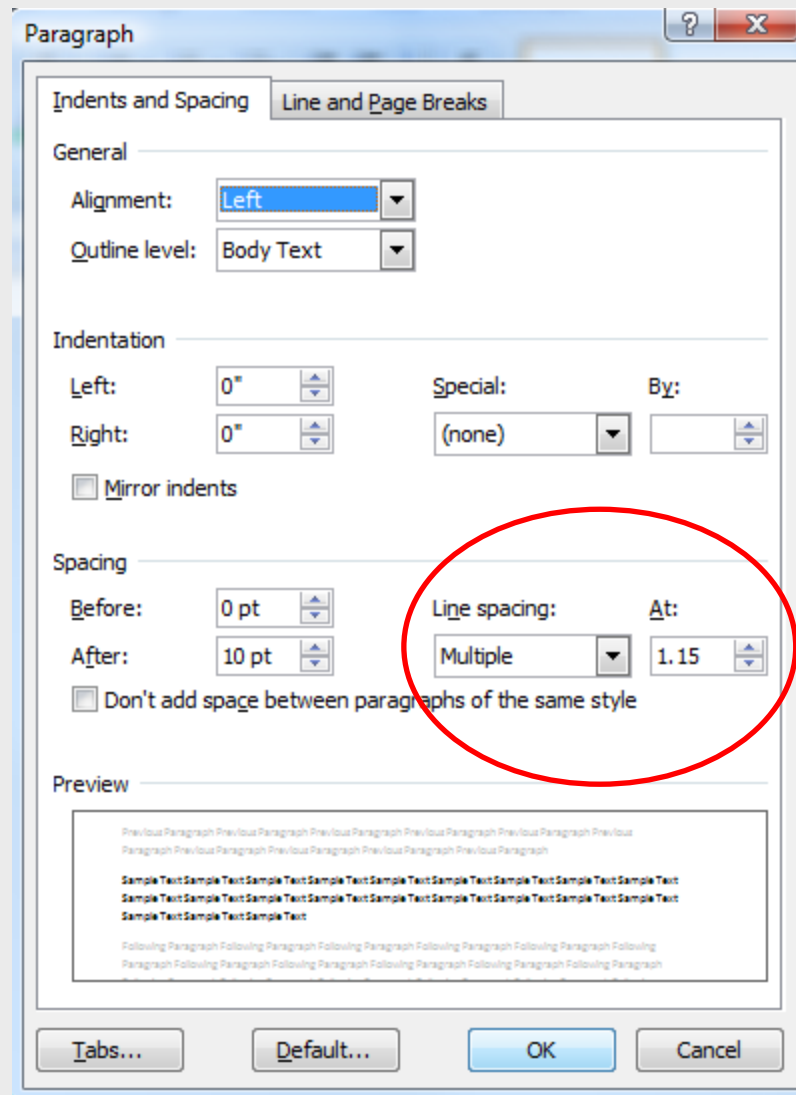 Paragraph
Indents and Spacing Line and Page Breaks
General
Alignment: Left
Outline level: Body Text
Indentation
Left: 0" Special: By:
Right: 0" (none)
Mirror indents
Spacing
Before: 0 pt Line spacing: At:
After: 10 pt Multiple 1.15
Don't add space between paragraphs of the same style
Preview
Previous Paragraph Previous Paragraph Previous Paragraph Previous Paragraph Previous Paragraph Previous
Paragraph Previous Paragraph Previous Paragraph Previous Paragraph Previous Paragraph
Sample Text Sample Text Sample Text Sample Text Sample Text Sample Text Sample Text Sample Text Sample Text
Sample Text Sample Text Sample Text Sample Text Sample Text Sample Text Sample Text Sample Text Sample Text
Sample Text Sample Text Sample Text
Following Paragraph Following Paragraph Following Paragraph Following Paragraph Following Paragraph Following
Paragraph Following Paragraph Following Paragraph Following Paragraph Following Paragraph Following Paragraph
Tabs... Default... OK Cancel